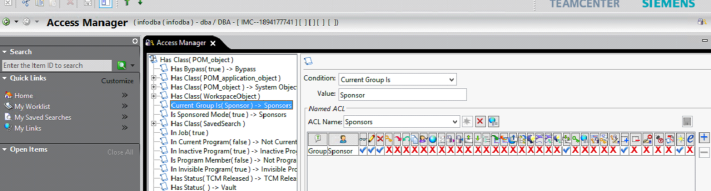 TEAMCENTER SIEMENS
Access Manager ( infodba ( infodba ) - dba / DBA - [ IMC--1894177741 ] [ ] [ ] [ ] [ ] )
Search
Enter the Item ID to search
Quick Links
Customize
Home
My Worklist
My Saved Searches
My Links
Open Items
Close All
Access Manager
Has Class( POM_object )
Has Bypass( true ) -> Bypass
Has Class( POM_application_object )
Has Class( POM_object ) -> System Objec
Has Class( WorkspaceObject )
Current Group Is( Sponsor ) -> Sponsors
Is Sponsored Mode( true ) -> Sponsors
Has Class( SavedSearch )
In Job( true )
In Current Program( false ) -> Not Current
In Inactive Program( true ) -> Inactive Pro
Is Program Member( false ) -> Not Progra
In Invisible Program( true ) -> Invisible Pro
Has Status( TCM Released ) -> TCM Relea
Has Status( ) -> Vault
Condition: Current Group Is
Value: Sponsor
Named ACL
ACL Name: Sponsors
Group Sponsor